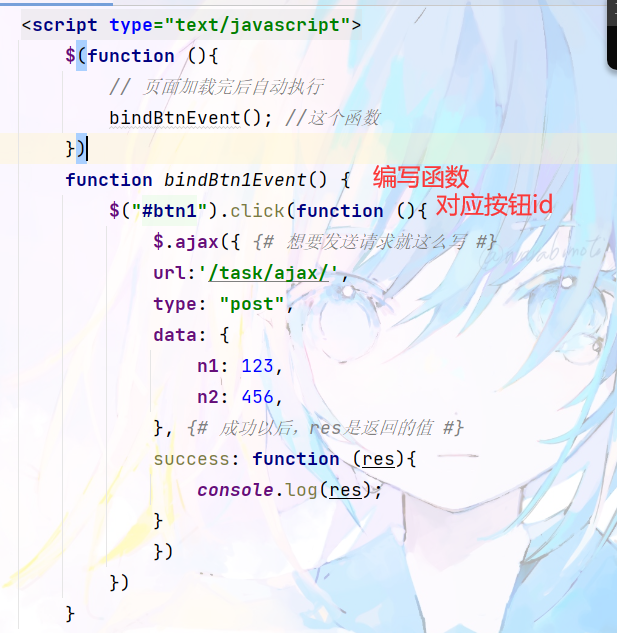 <script type="text/javascript">
$(function (){
// 页面加载完后自动执行
bindBtnEvent(); //这个函数
})
function bindBtn1Event() { 编写函数
$("#btn1").click(function (){ 对应按钮id
$.ajax({ {# 想要发送请求就这么写 #}
url:'/task/ajax/',
type: "post",
data: {
n1: 123,
n2: 456,
}, {# 成功以后，res是返回的值 #}
success: function (res){
console.log(res);
}
})
})
}